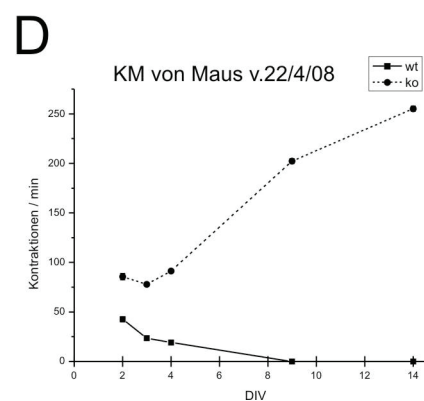 D
KM von Maus v.22/4/08
wt
ko
Kontraktionen / min
250
200
150
100
50
0
0 2 4 6 8 10 12 14
DIV